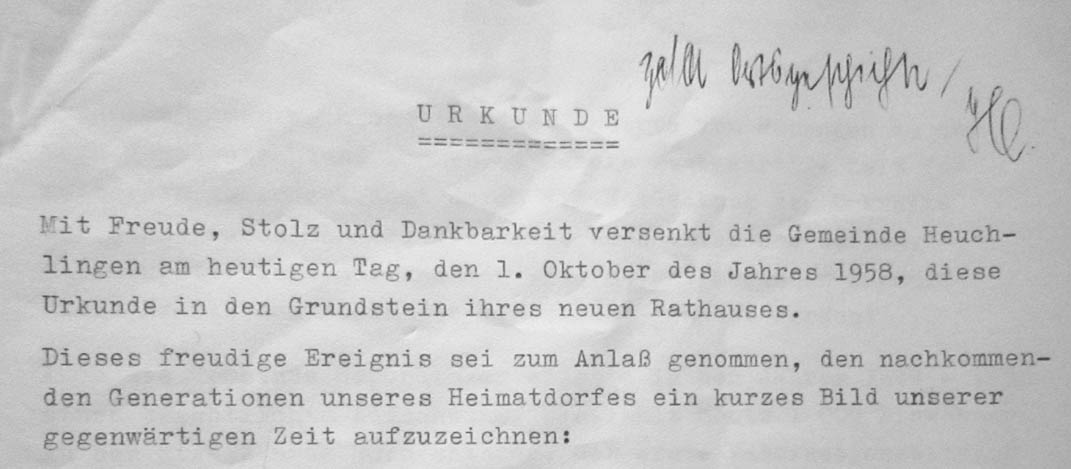 U R K U N D E
=============
Mit Freude, Stolz und Dankbarkeit versenkt die Gemeinde Heuch-
lingen am heutigen Tag, den 1. Oktober des Jahres 1958, diese
Urkunde in den Grundstein ihres neuen Rathauses.
Dieses freudige Ereignis sei zum Anlaß genommen, den nachkommen-
den Generationen unseres Heimatdorfes ein kurzes Bild unserer
gegenwärtigen Zeit aufzuzeichnen: